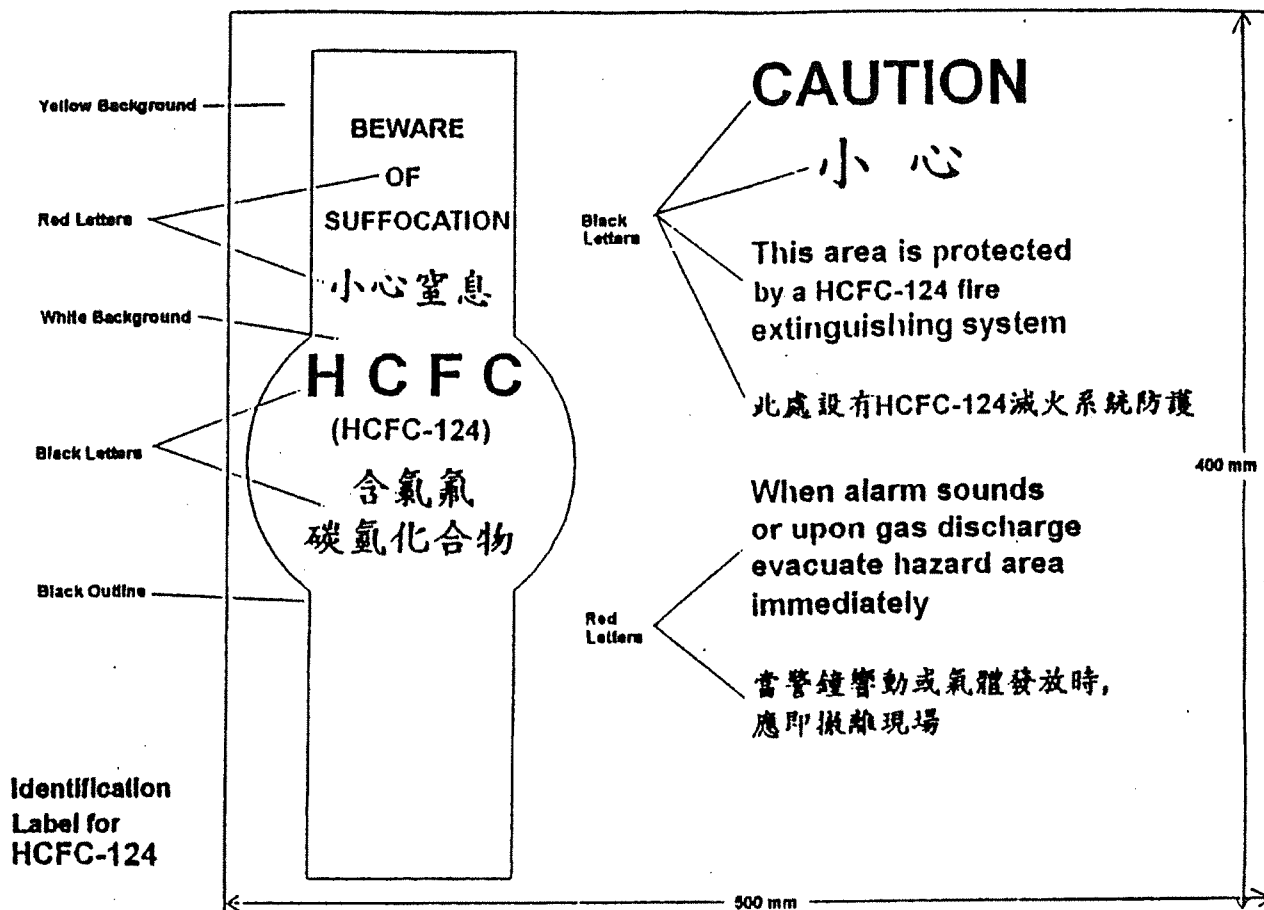 Yellow Background
Red Letters
White Background
Black Letters
Black Outline
Identification
Label for
HCFC-124
BEWARE
OF
SUFFOCATION
小心窒息
H C F C
(HCFC-124)
含氯氟
碳氫化合物
Black
Letters
Red
Letters
CAUTION
小心
This area is protected
by a HCFC-124 fire
extinguishing system
此處設有HCFC-124滅火系統防護
When alarm sounds
or upon gas discharge
evacuate hazard area
immediately
當警鐘響動或氣體發放時,
應即撤離現場
400 mm
500 mm